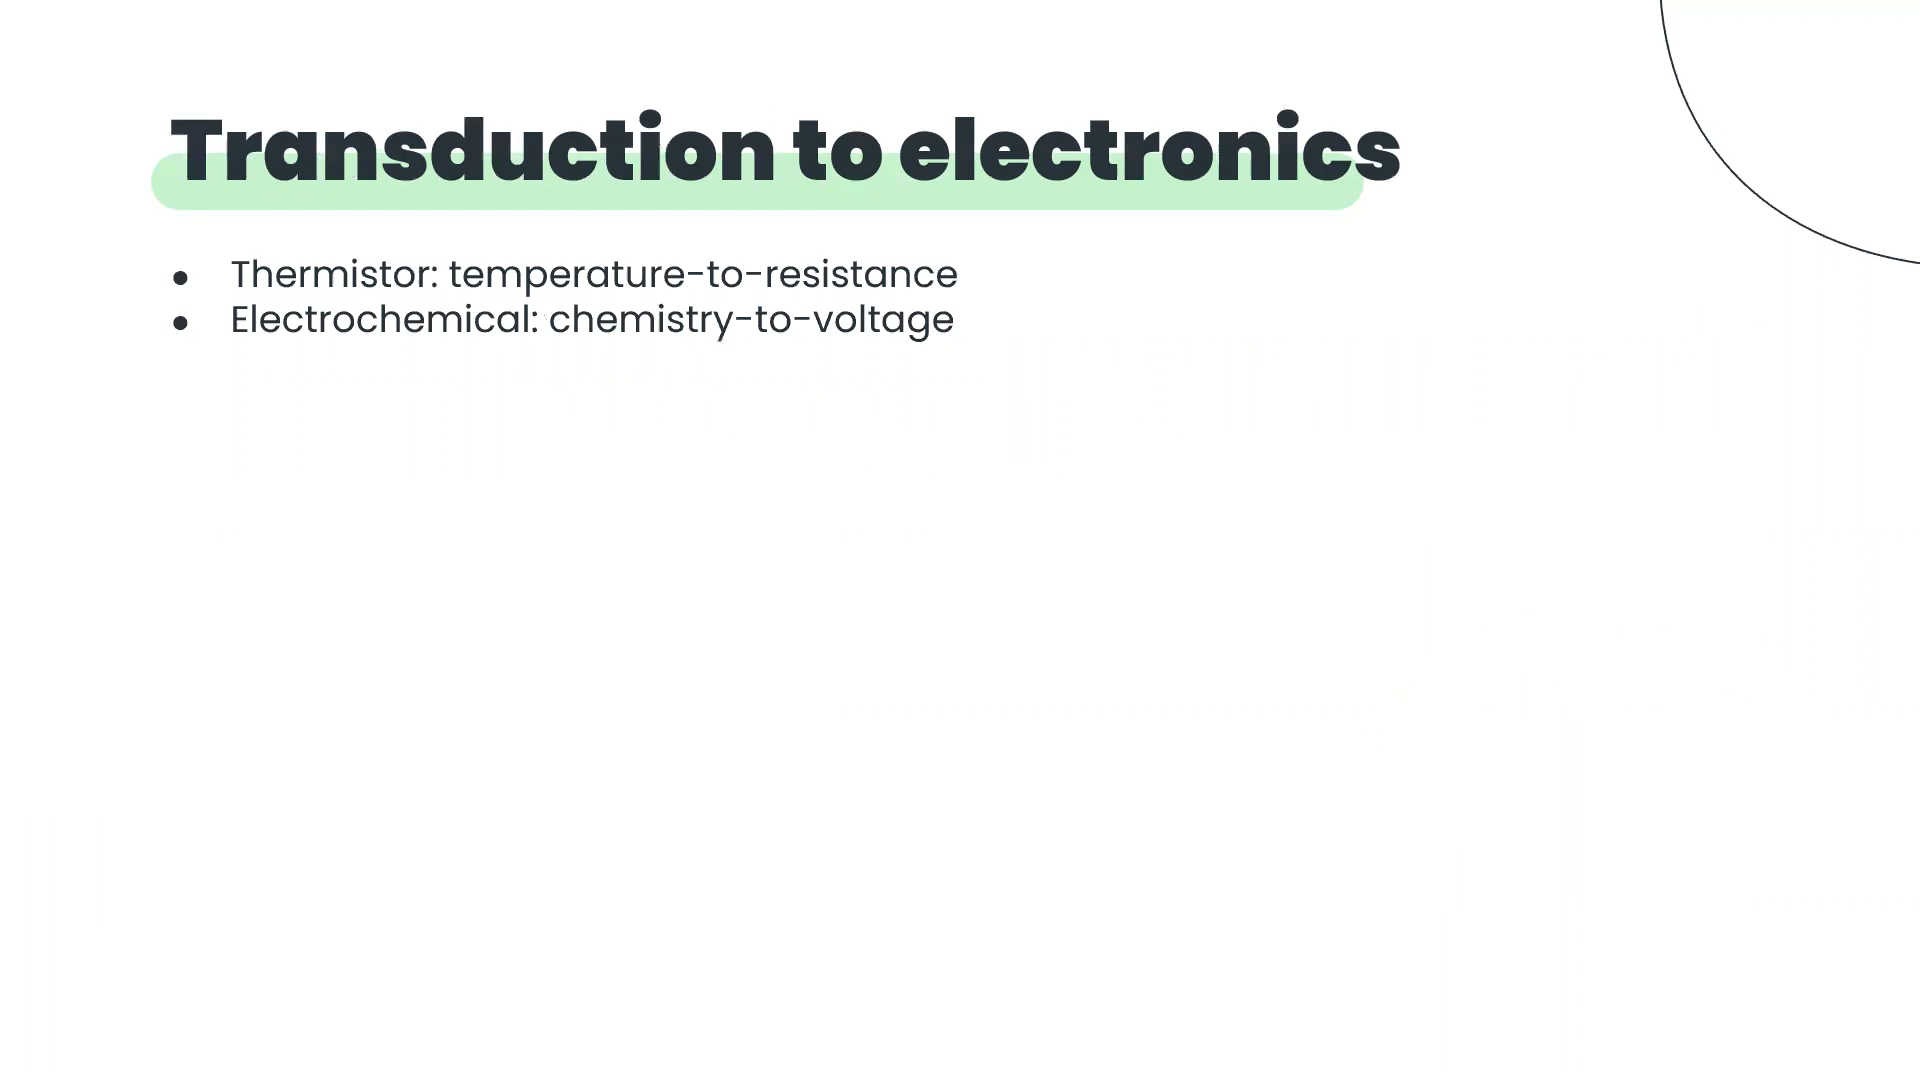 Transduction to electronics
● Thermistor: temperature-to-resistance
● Electrochemical: chemistry-to-voltage